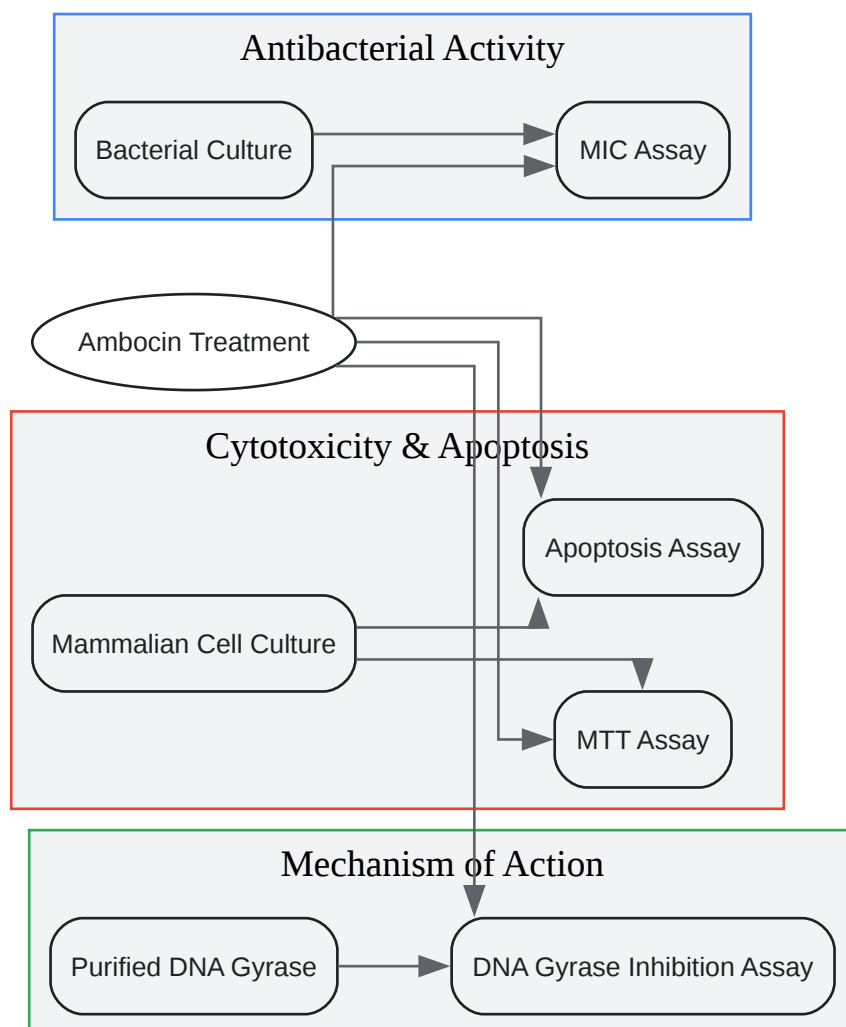 Antibacterial Activity
Bacterial Culture
MIC Assay
Ambocin Treatment
Cytotoxicity & Apoptosis
Apoptosis Assay
Mammalian Cell Culture
MTT Assay
Mechanism of Action
Purified DNA Gyrase
DNA Gyrase Inhibition Assay